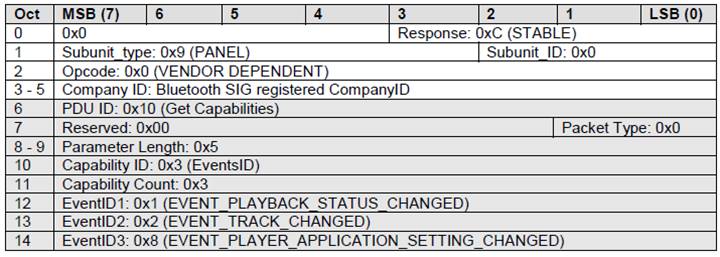 Oct MSB (7) 6 5 4 3 2 1 LSB (0)
0 0x0 Response: 0xC (STABLE)
1 Subunit_type: 0x9 (PANEL) Subunit_ID: 0x0
2 Opcode: 0x0 (VENDOR DEPENDENT)
3 - 5 Company ID: Bluetooth SIG registered CompanyID
6 PDU ID: 0x10 (Get Capabilities)
7 Reserved: 0x00 Packet Type: 0x0
8 - 9 Parameter Length: 0x5
10 Capability ID: 0x3 (EventsID)
11 Capability Count: 0x3
12 EventID1: 0x1 (EVENT_PLAYBACK_STATUS_CHANGED)
13 EventID2: 0x2 (EVENT_TRACK_CHANGED)
14 EventID3: 0x8 (EVENT_PLAYER_APPLICATION_SETTING_CHANGED)